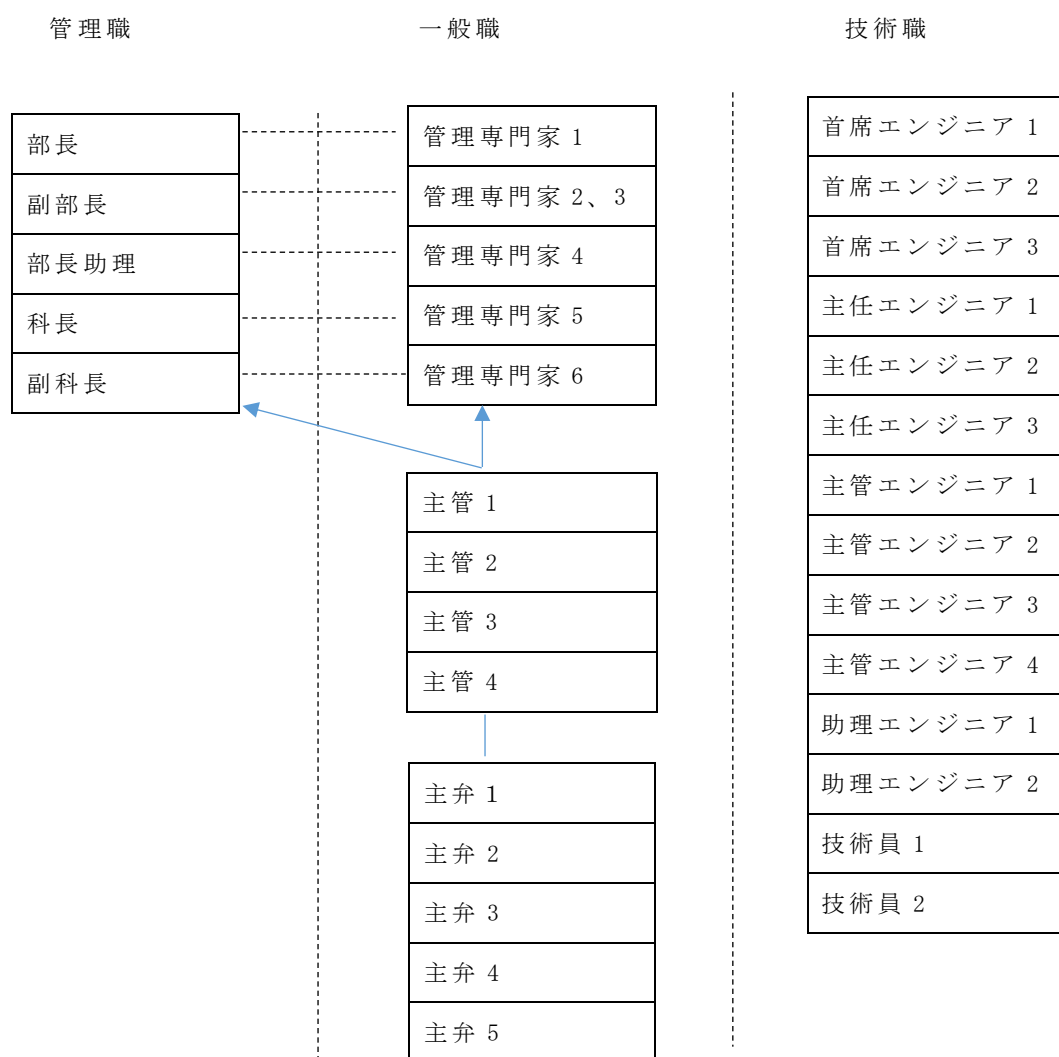 管理職
一般職
技術職
部長
副部長
部長助理
科長
副科長
管理専門家 1
管理専門家 2、3
管理専門家 4
管理専門家 5
管理専門家 6
主管 1
主管 2
主管 3
主管 4
主弁 1
主弁 2
主弁 3
主弁 4
主弁 5
首席エンジニア 1
首席エンジニア 2
首席エンジニア 3
主任エンジニア 1
主任エンジニア 2
主任エンジニア 3
主管エンジニア 1
主管エンジニア 2
主管エンジニア 3
主管エンジニア 4
助理エンジニア 1
助理エンジニア 2
技術員 1
技術員 2